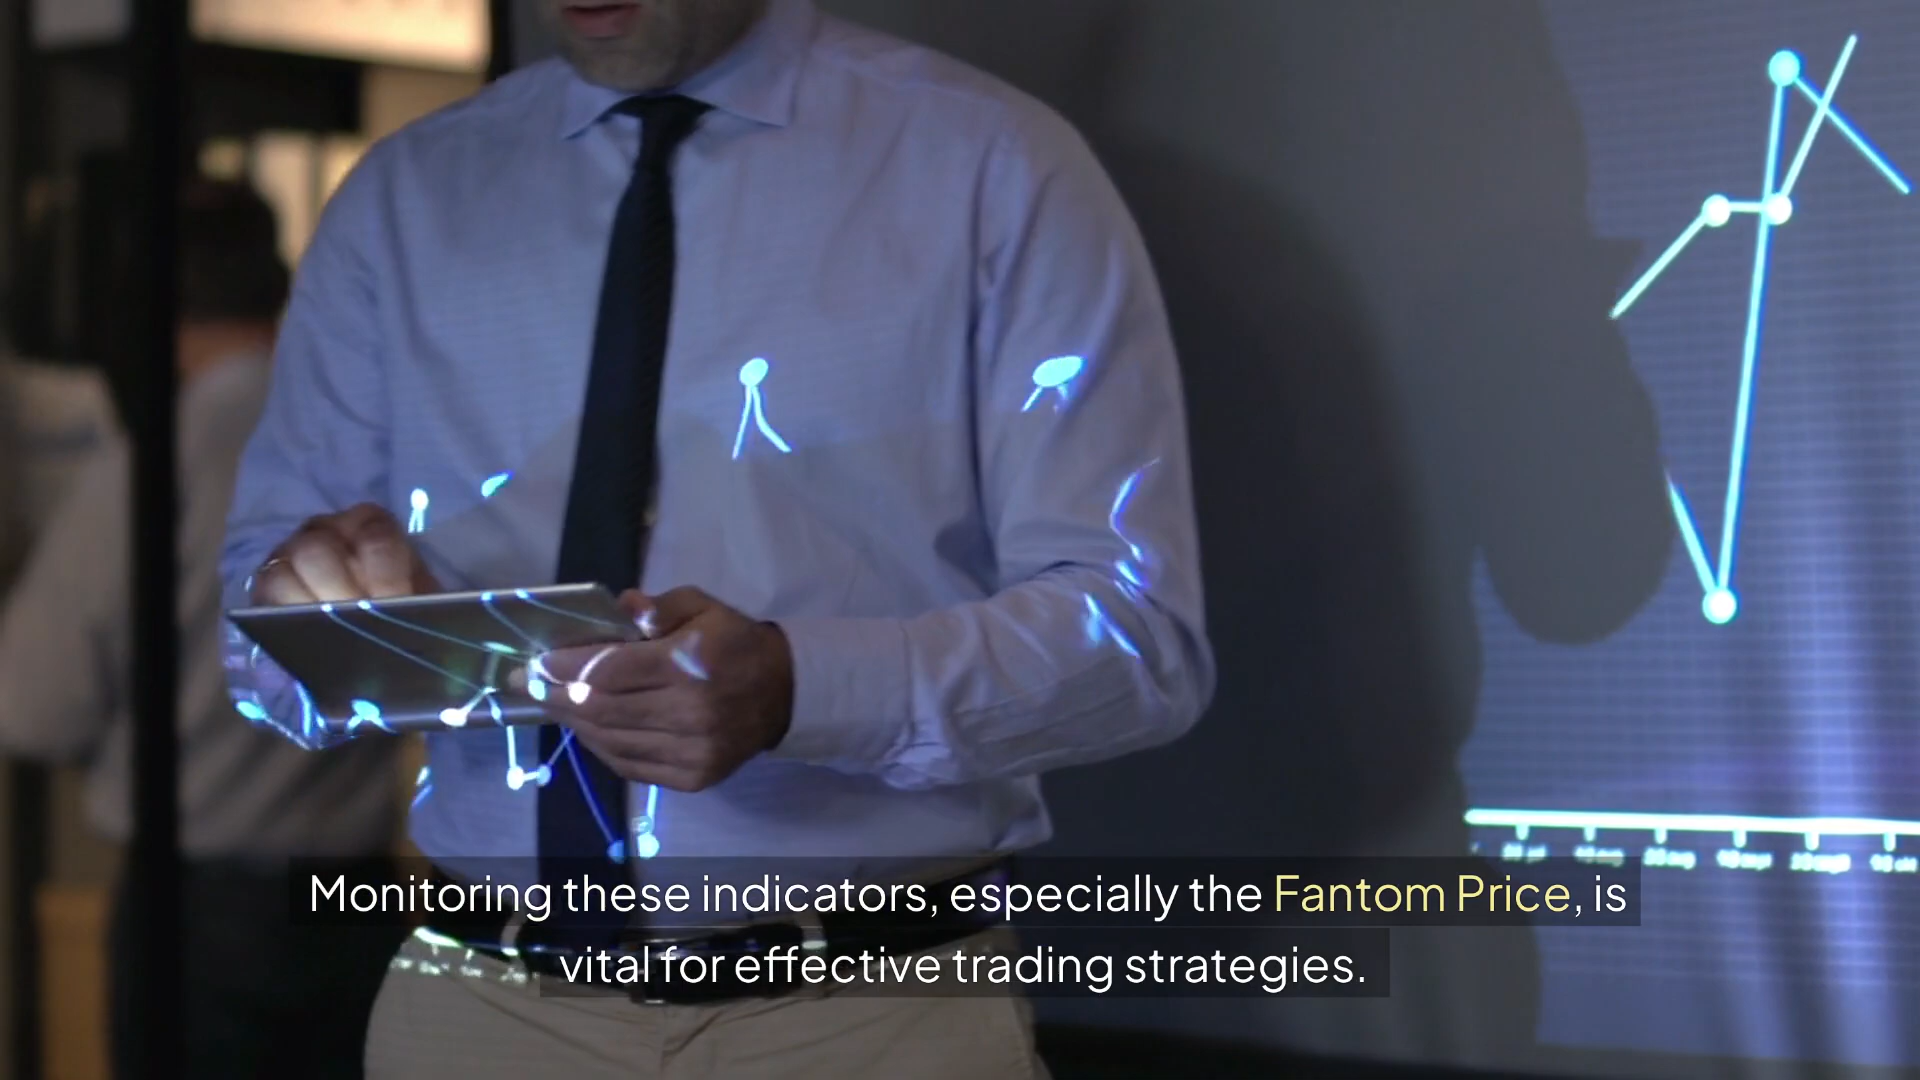 Monitoring these indicators, especially the Fantom Price, is
vital for effective trading strategies.